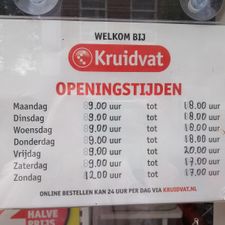 WELKOM BIJ
Kruidvat
OPENINGSTIJDEN
Maandag 9.00 uur tot 18.00 uur
Dinsdag 9.00 uur tot 18.00 uur
Woensdag 9.00 uur tot 18.00 uur
Donderdag 9.00 uur tot 18.00 uur
Vrijdag 9.00 uur tot 20.00 uur
Zaterdag 9.00 uur tot 17.00 uur
Zondag 12.00 uur tot 17.00 uur
ONLINE BESTELLEN KAN 24 UUR PER DAG VIA KRUIDVAT.NL
HALVE
PRIJS